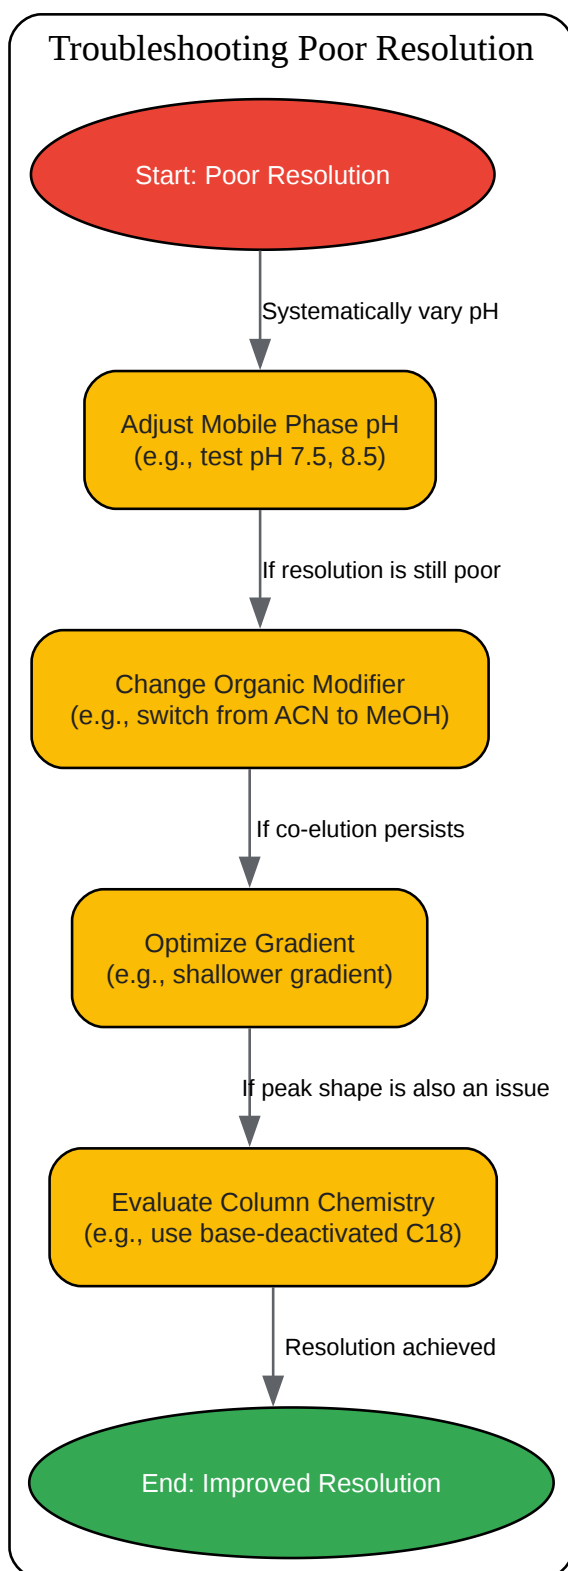 Troubleshooting Poor Resolution
Start: Poor Resolution
Systematically vary pH
Adjust Mobile Phase pH
(e.g., test pH 7.5, 8.5)
If resolution is still poor
Change Organic Modifier
(e.g., switch from ACN to MeOH)
If co-elution persists
Optimize Gradient
(e.g., shallower gradient)
If peak shape is also an issue
Evaluate Column Chemistry
(e.g., use base-deactivated C18)
Resolution achieved
End: Improved Resolution